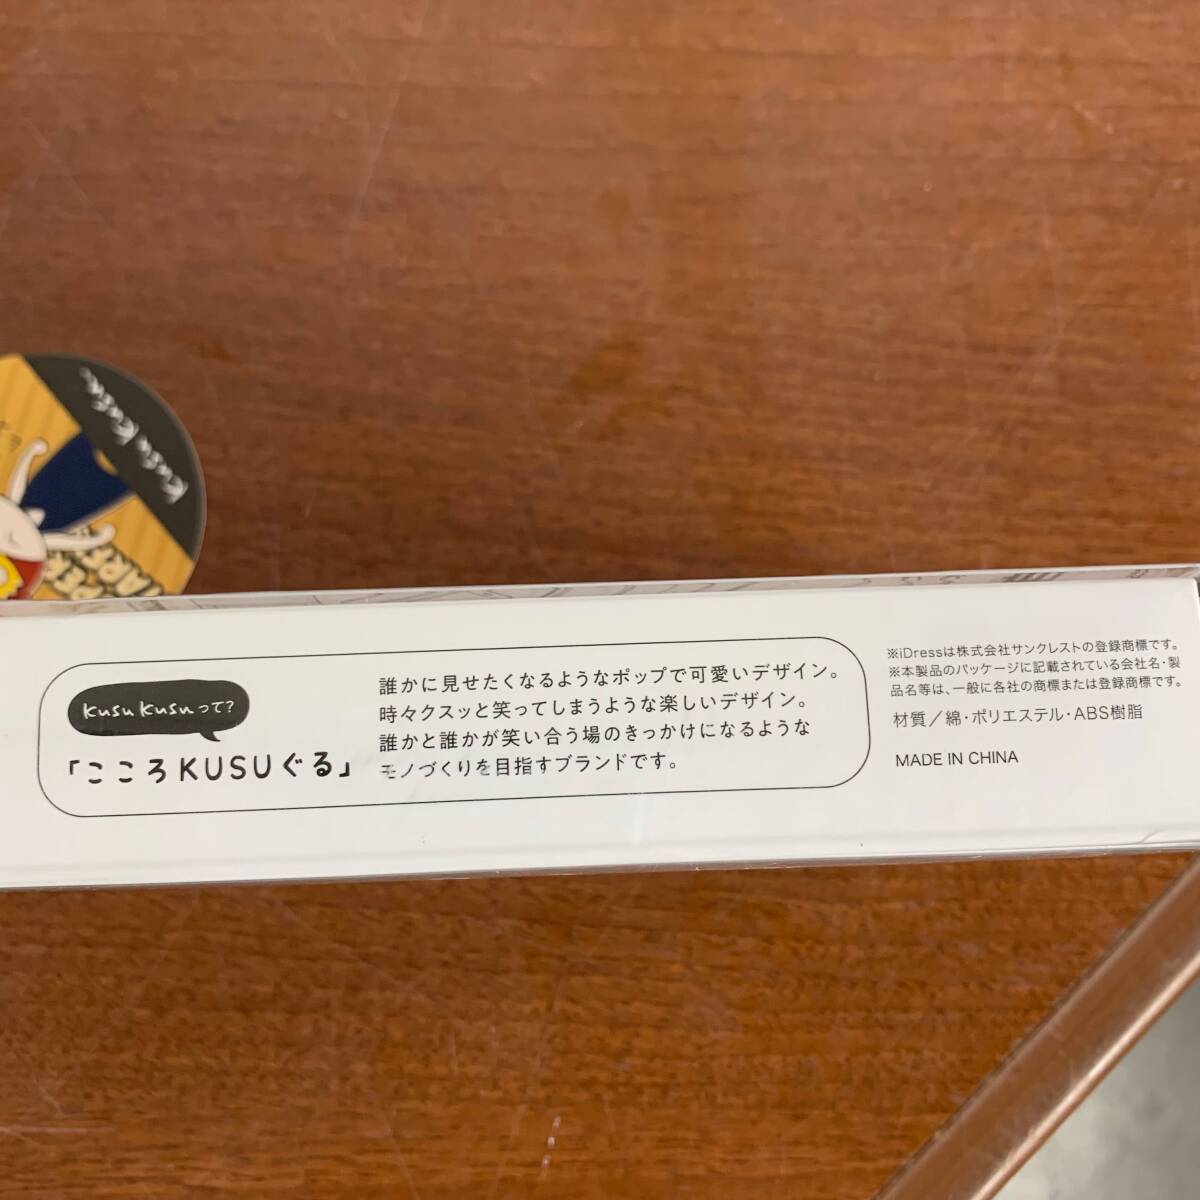 Kusu Kusu
Kusu Kusuって?
「こころKUSUぐる」
誰かに見せたくなるようなポップで可愛いデザイン。
時々クスッと笑ってしまうような楽しいデザイン。
誰かと誰かが笑い合う場のきっかけになるような
モノづくりを目指すブランドです。
※iDressは株式会社サンクレストの登録商標です。
※本製品のパッケージに記載されている会社名・製
品名等は、一般に各社の商標または登録商標です。
材質／綿・ポリエステル・ABS樹脂
MADE IN CHINA